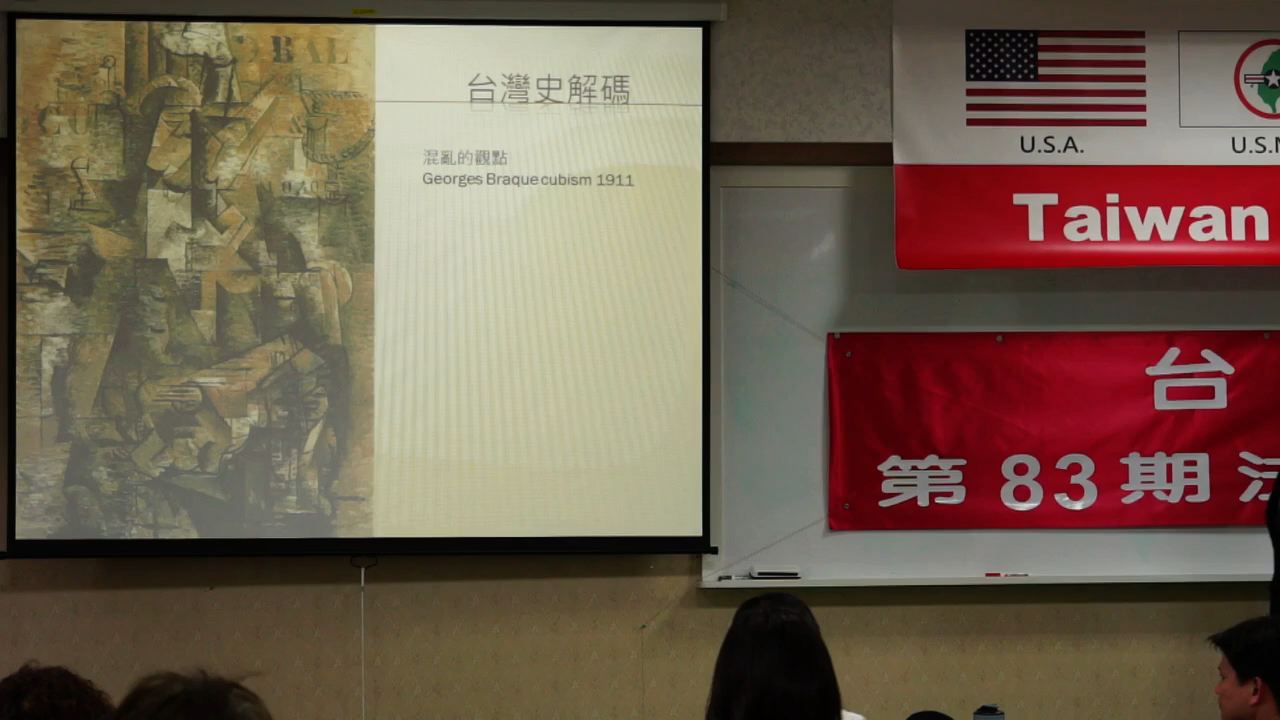 BAL
台灣史解碼
混亂的觀點
Georges Braque cubism 1911
U.S.A.
U.S.
Taiwan
台
第 83 期